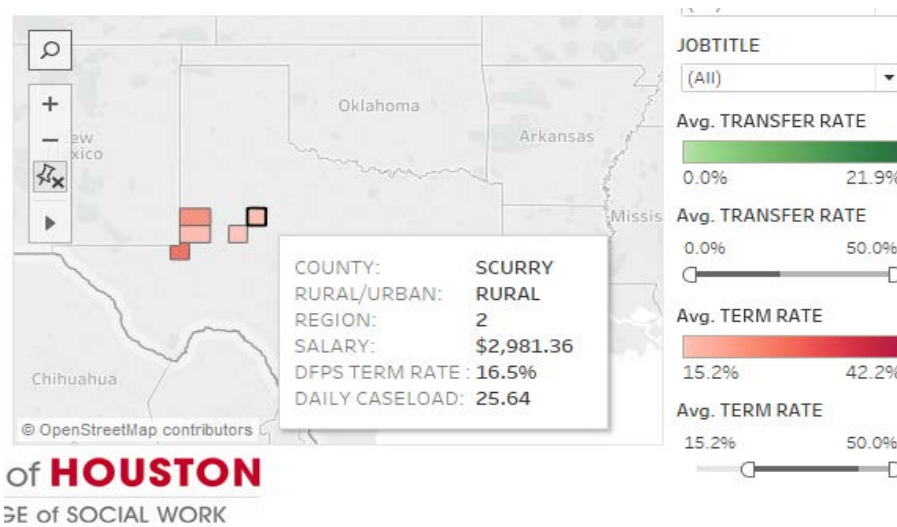 JOBTITLE
(All)
Avg. TRANSFER RATE
0.0% 21.9%
Avg. TRANSFER RATE
0.0% 50.0%
Avg. TERM RATE
15.2% 42.2%
Avg. TERM RATE
15.2% 50.0%
Oklahoma
Arkansas
ew
xico
Missis
COUNTY: SCURRY
RURAL/URBAN: RURAL
REGION: 2
SALARY: $2,981.36
DFPS TERM RATE : 16.5%
DAILY CASELOAD: 25.64
Chihuahua
© OpenStreetMap contributors
of HOUSTON
GE of SOCIAL WORK